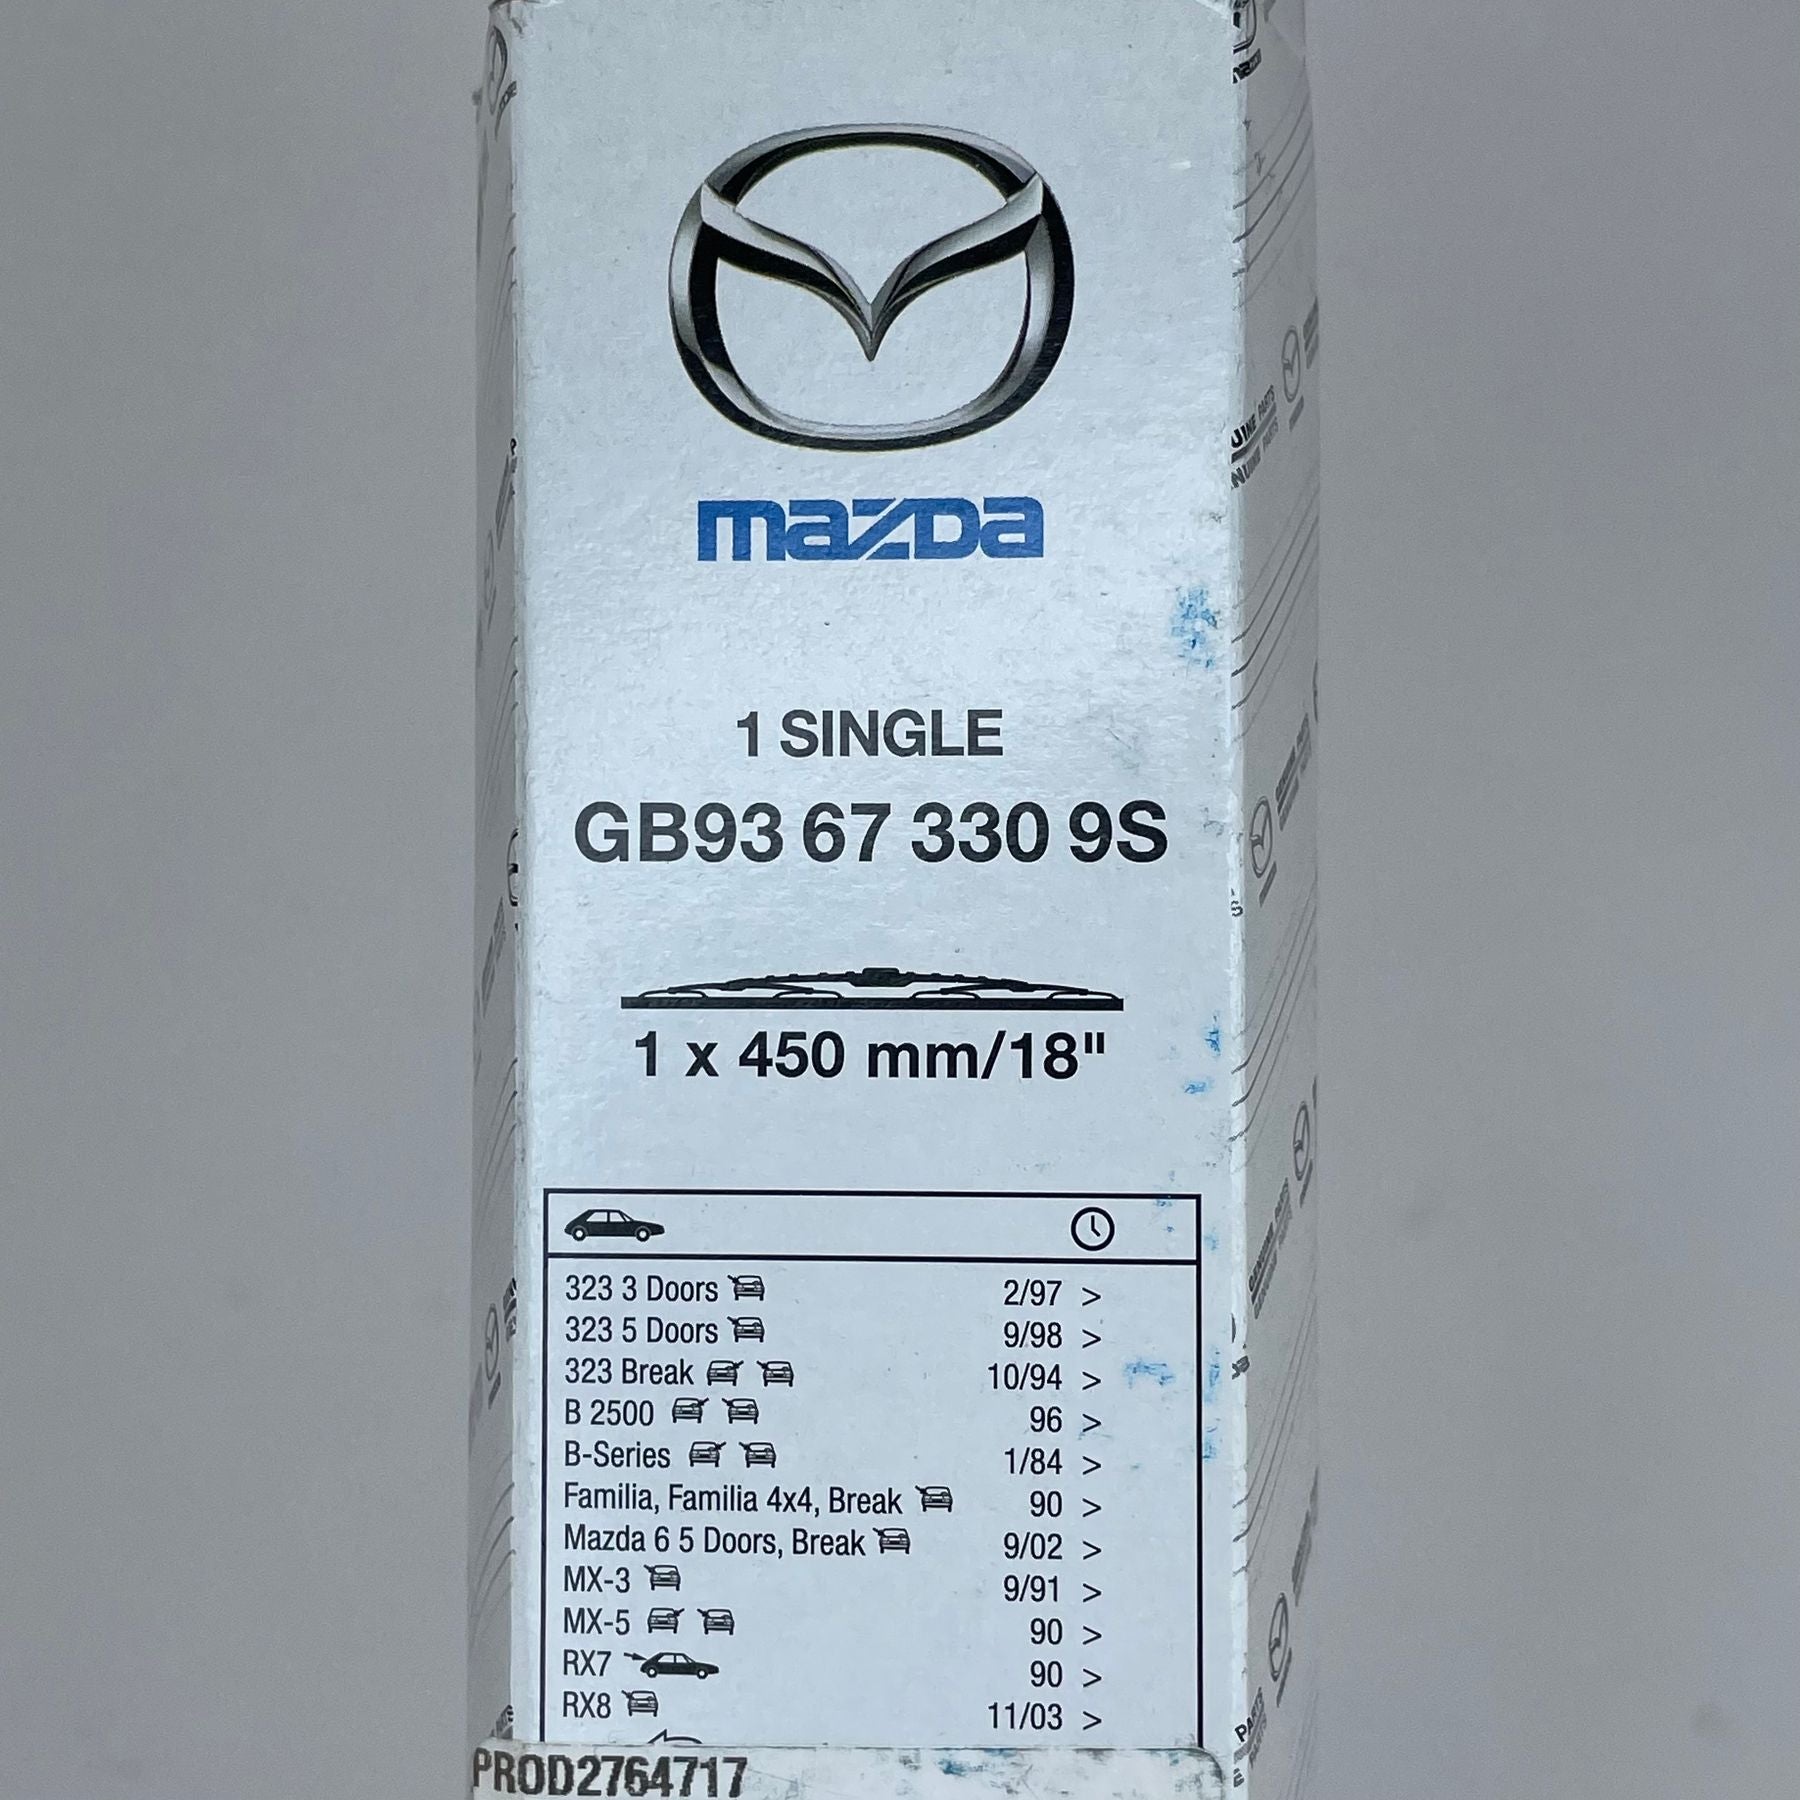 mazda
1 SINGLE
GB93 67 330 9S
1 x 450 mm/18"
323 3 Doors 2/97 >
323 5 Doors 9/98 >
323 Break 10/94 >
B 2500 96 >
B-Series 1/84 >
Familia, Familia 4x4, Break 90 >
Mazda 6 5 Doors, Break 9/02 >
MX-3 9/91 >
MX-5 90 >
RX7 90 >
RX8 11/03 >
PROD2764717